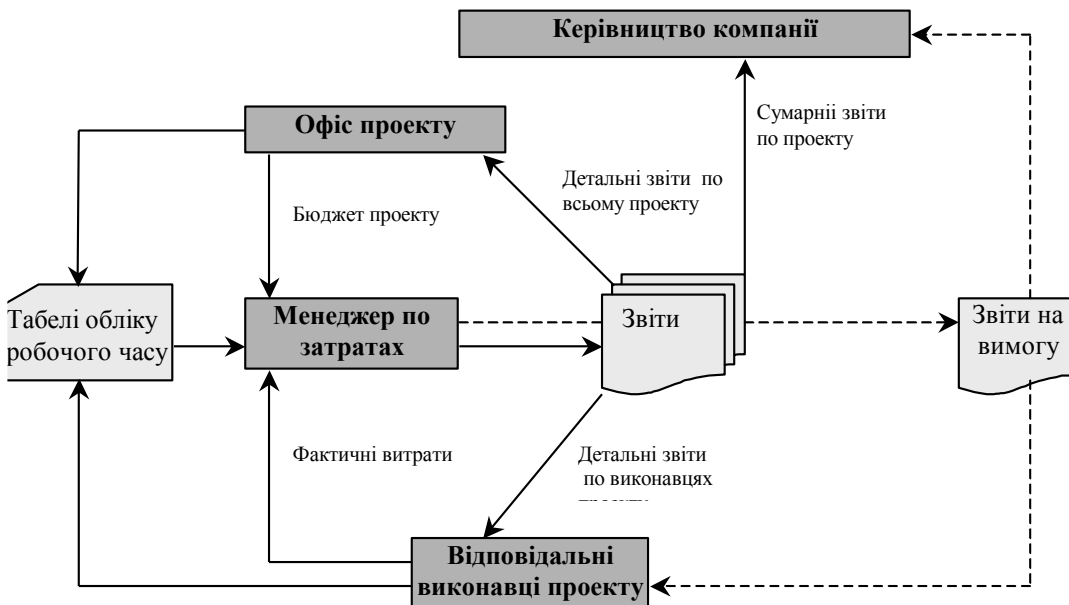 Керівництво компанії
Сумарніі звіти
по проекту
Офіс проекту
Детальні звіти по
всьому проекту
Бюджет проекту
Табелі обліку
робочого часу
Менеджер по
затратах
Звіти
Звіти на
вимогу
Фактичні витрати
Детальні звіти
по виконавцях
Відповідальні
виконавці проекту